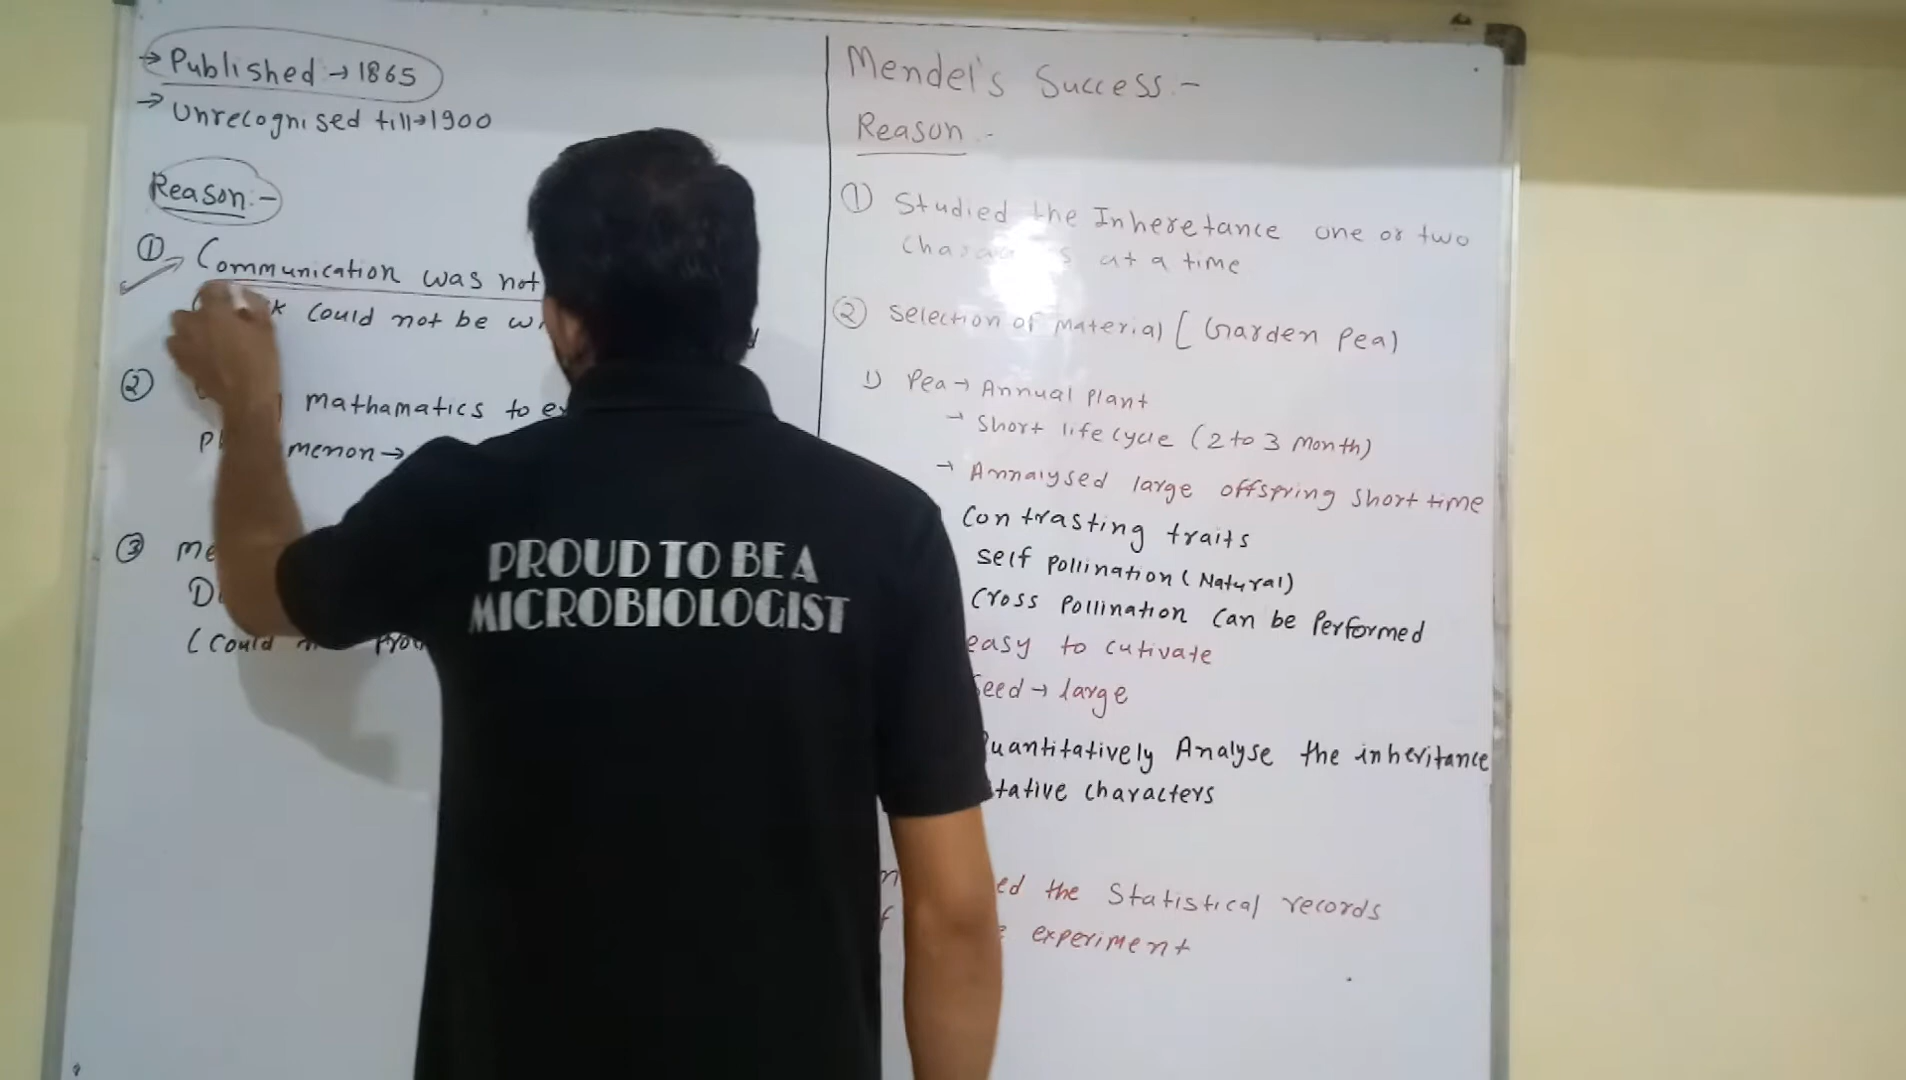 → Published → 1865
→ Unrecognised till→1900
Reason:-
① Communication was not
could not be
②
mathamatics to
menon→
③
(Could
Mendel's Success:-
Reason:-
① Studied the Inheretance one or two
at a time
② Selection of Material [Garden Pea)
1) Pea → Annual Plant
→ Short life cycle (2 to 3 Month)
→ Annalysed large offspring short time
Contrasting traits
Self Pollination (Natural)
Cross Pollination Can be Performed
easy to cutivate
Seed → large
Quantitatively Analyse the inheritance
tative characters
ed the Statistical records
experiment
PROUD TO BE A
MICROBIOLOGIST